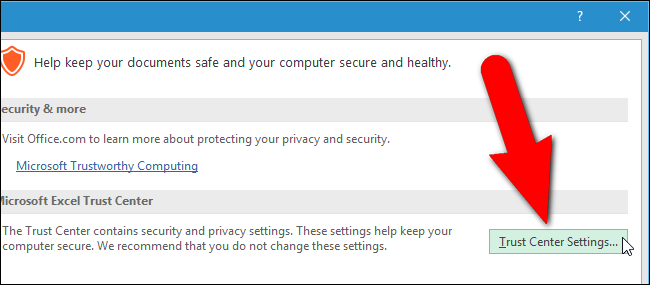 ?
Help keep your documents safe and your computer secure and healthy.
ecurity & more
Visit Office.com to learn more about protecting your privacy and security.
Microsoft Trustworthy Computing
Microsoft Excel Trust Center
The Trust Center contains security and privacy settings. These settings help keep your
computer secure. We recommend that you do not change these settings.
Trust Center Settings...